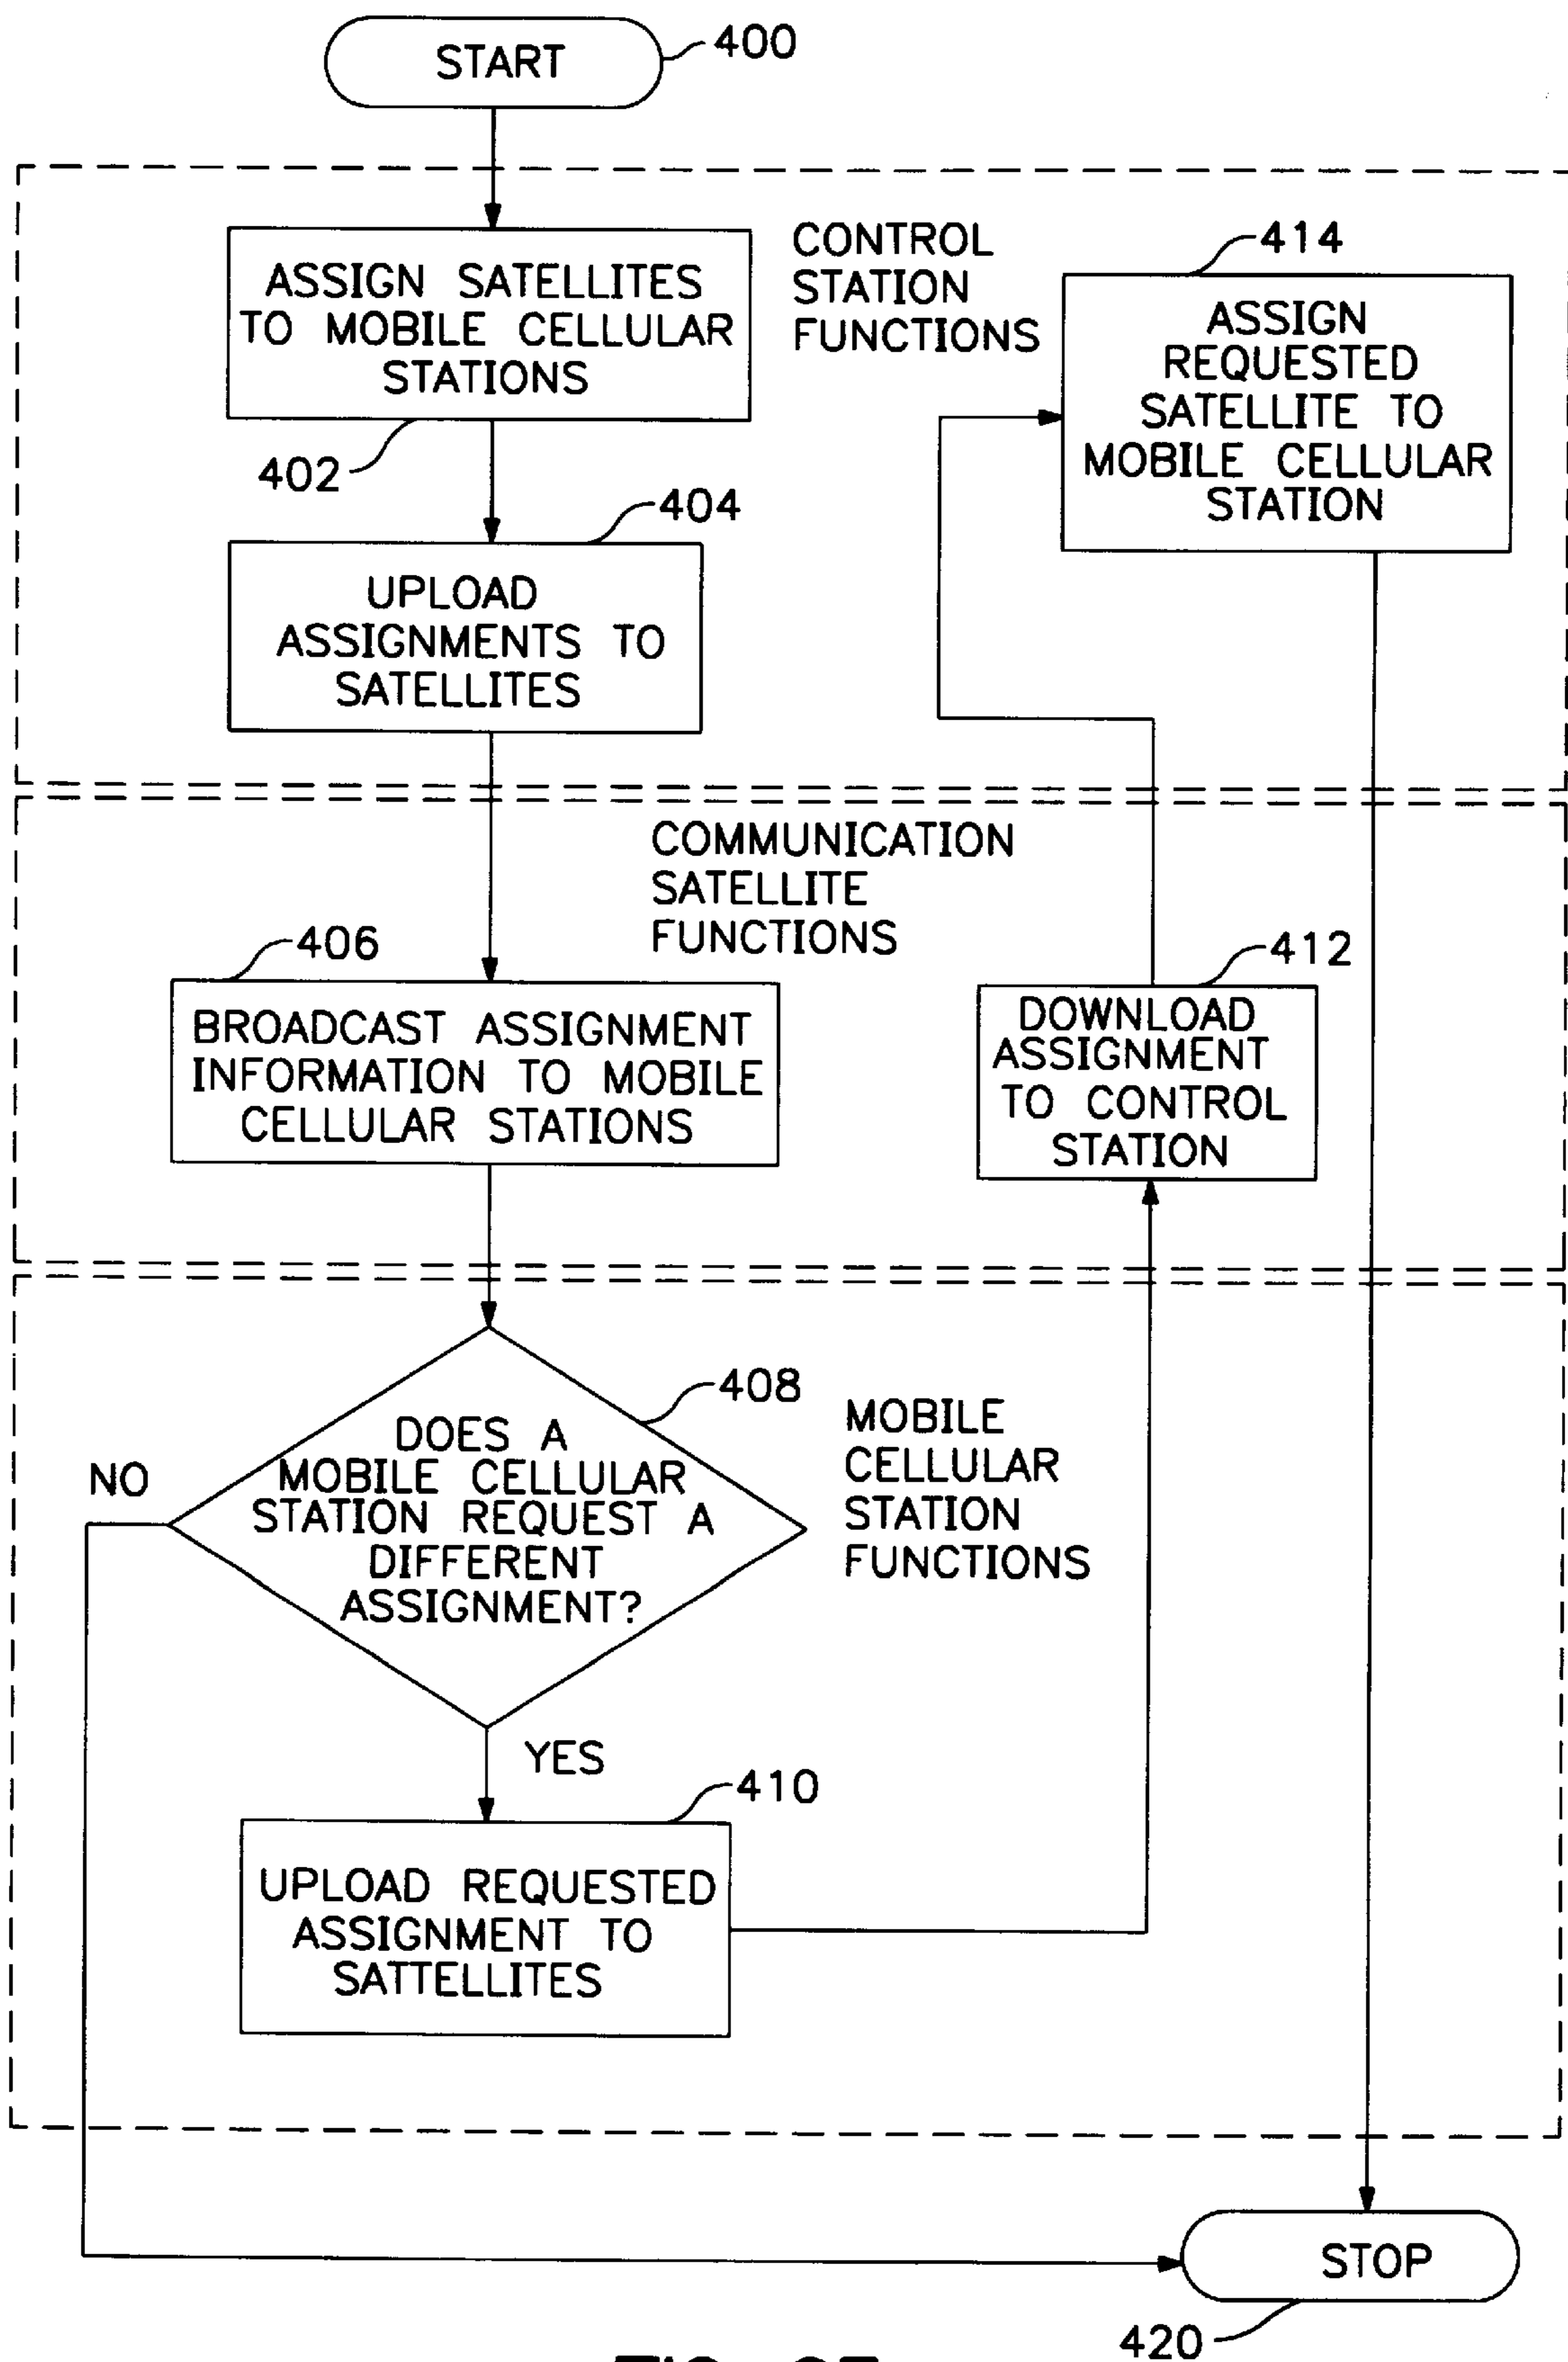 START
400
ASSIGN SATELLITES
TO MOBILE CELLULAR
STATIONS
402
CONTROL
STATION
FUNCTIONS
414
ASSIGN
REQUESTED
SATELLITE TO
MOBILE CELLULAR
STATION
404
UPLOAD
ASSIGNMENTS TO
SATELLITES
COMMUNICATION
SATELLITE
FUNCTIONS
406
BROADCAST ASSIGNMENT
INFORMATION TO MOBILE
CELLULAR STATIONS
412
DOWNLOAD
ASSIGNMENT
TO CONTROL
STATION
408
DOES A
MOBILE CELLULAR
STATION REQUEST A
DIFFERENT
ASSIGNMENT?
NO
MOBILE
CELLULAR
STATION
FUNCTIONS
YES
410
UPLOAD REQUESTED
ASSIGNMENT TO
SATTELLITES
STOP
420